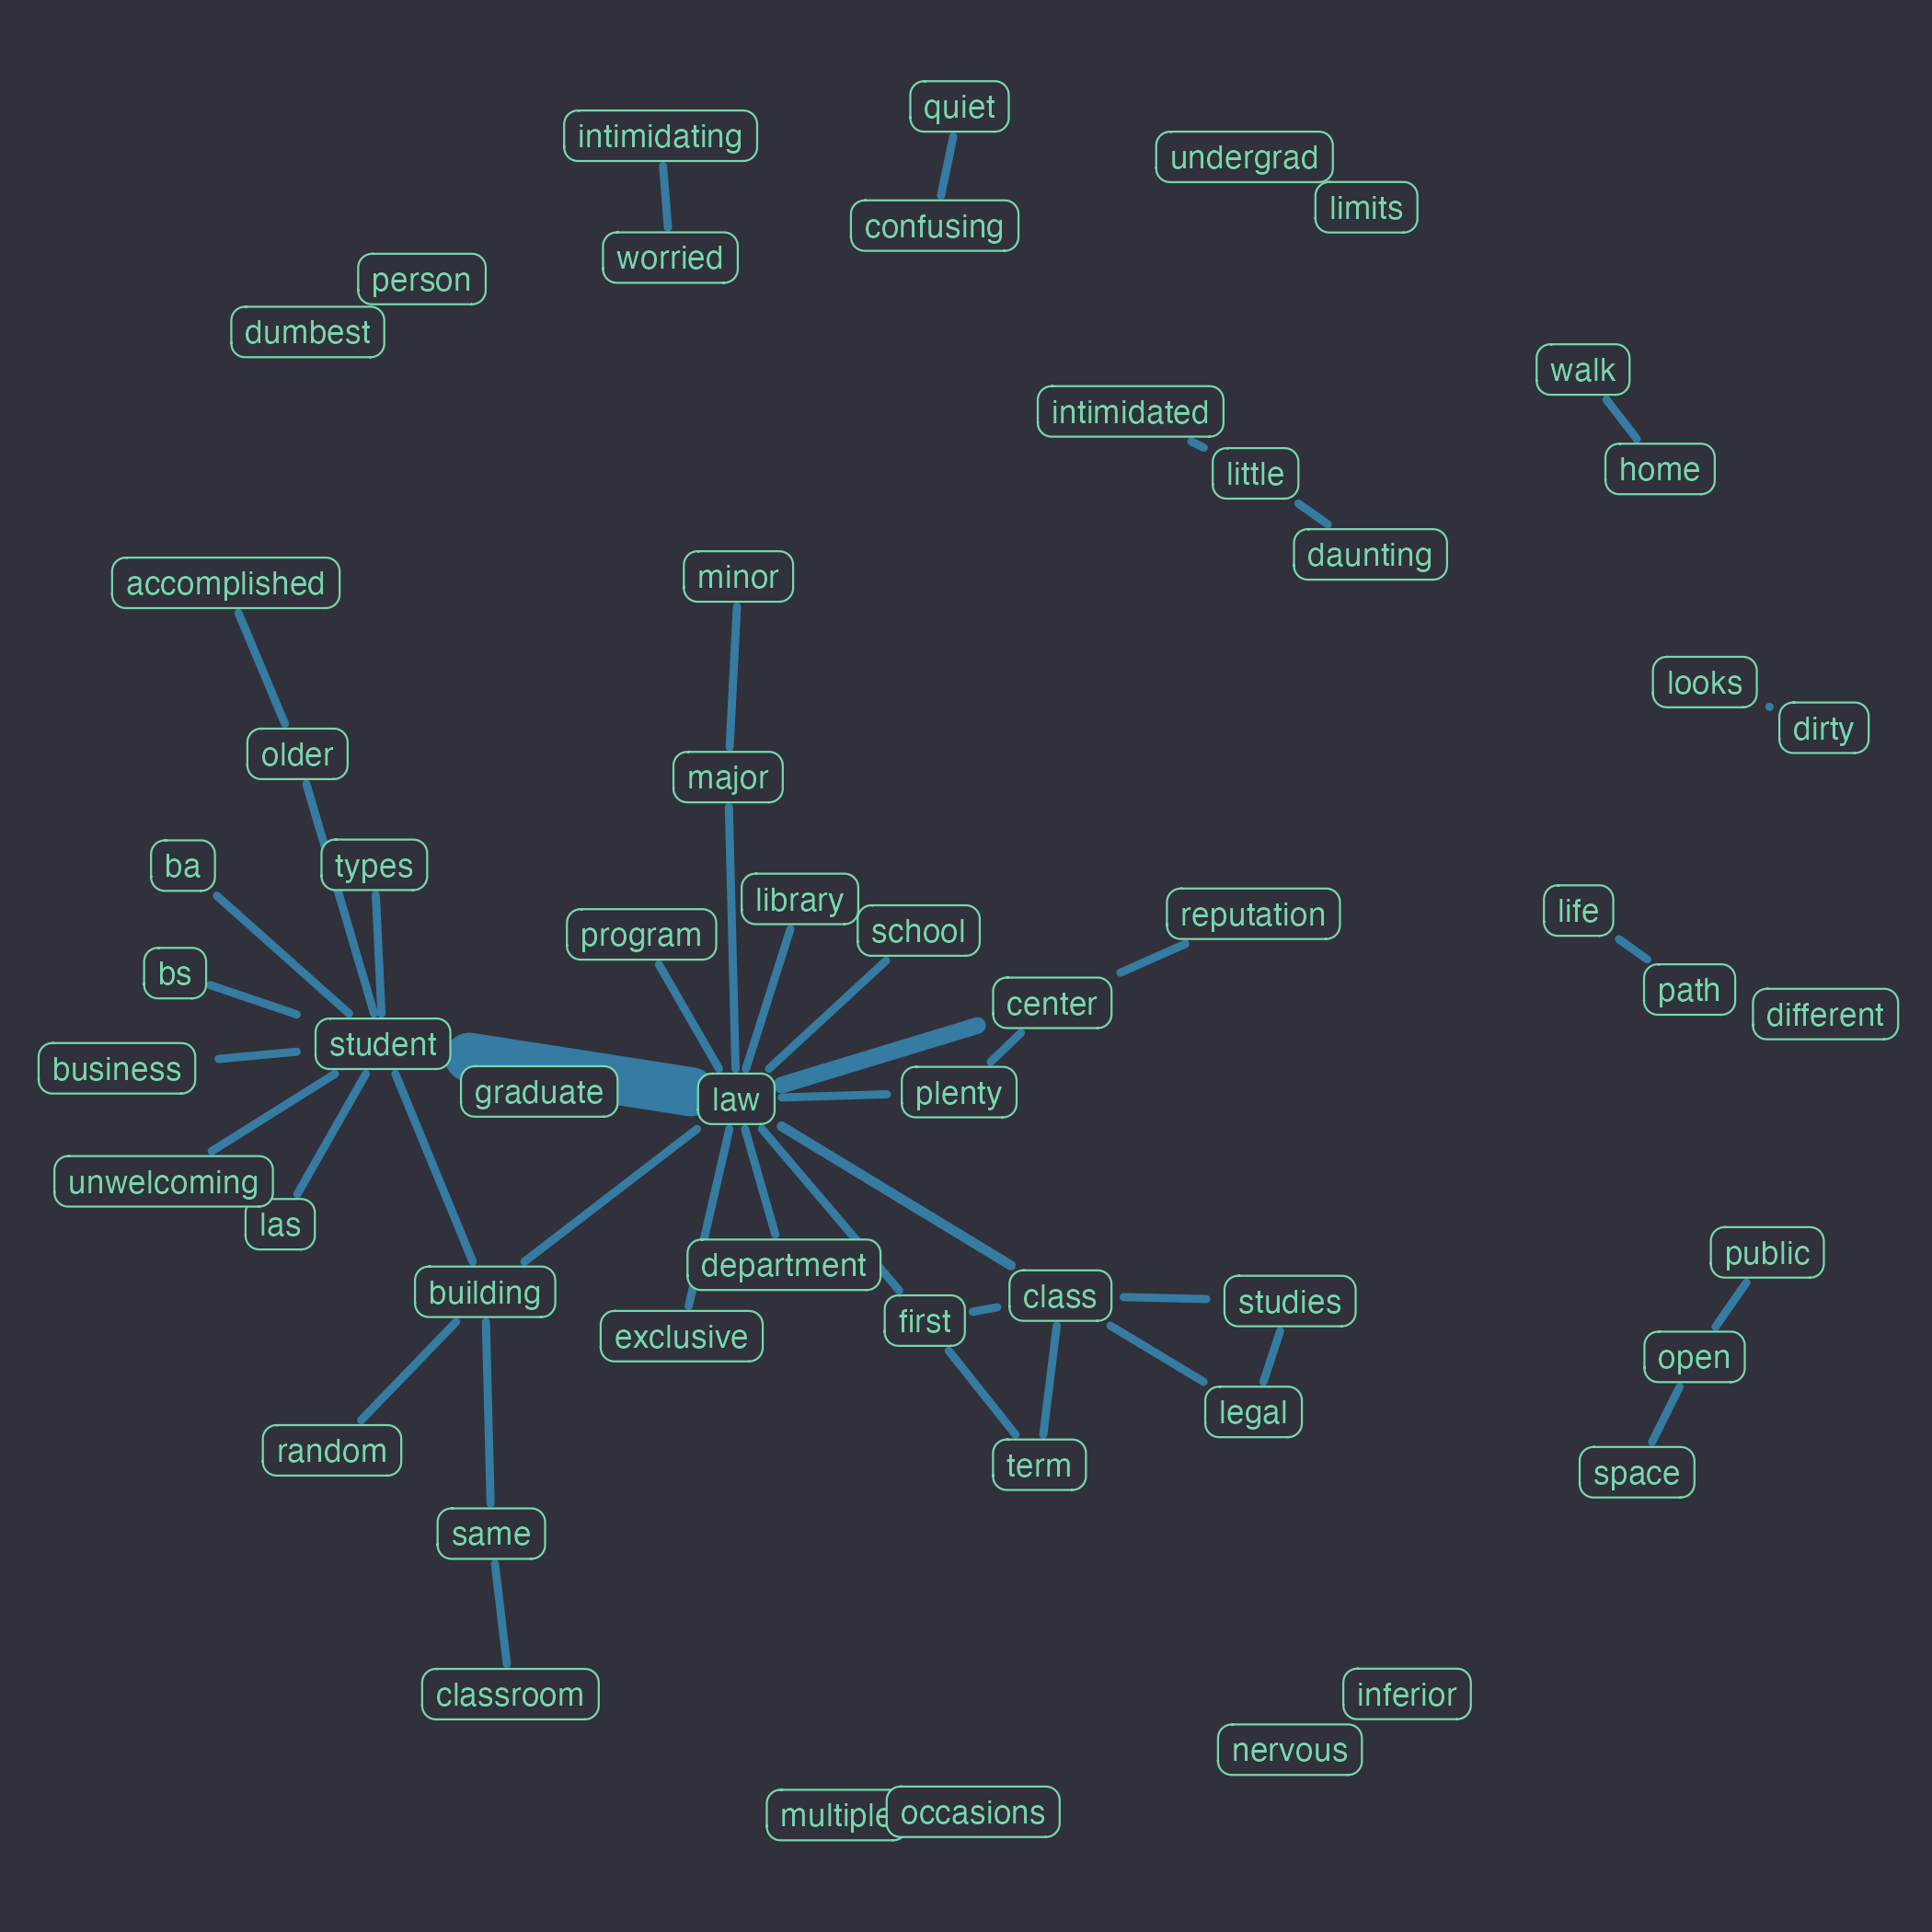 quiet
intimidating
undergrad
limits
confusing
worried
person
dumbest
walk
intimidated
home
little
daunting
minor
accomplished
looks
dirty
older
major
ba
types
library
life
reputation
school
program
bs
path
center
different
student
business
graduate
plenty
law
unwelcoming
las
public
department
building
class
studies
first
exclusive
open
legal
random
term
space
same
classroom
inferior
nervous
multiple
occasions